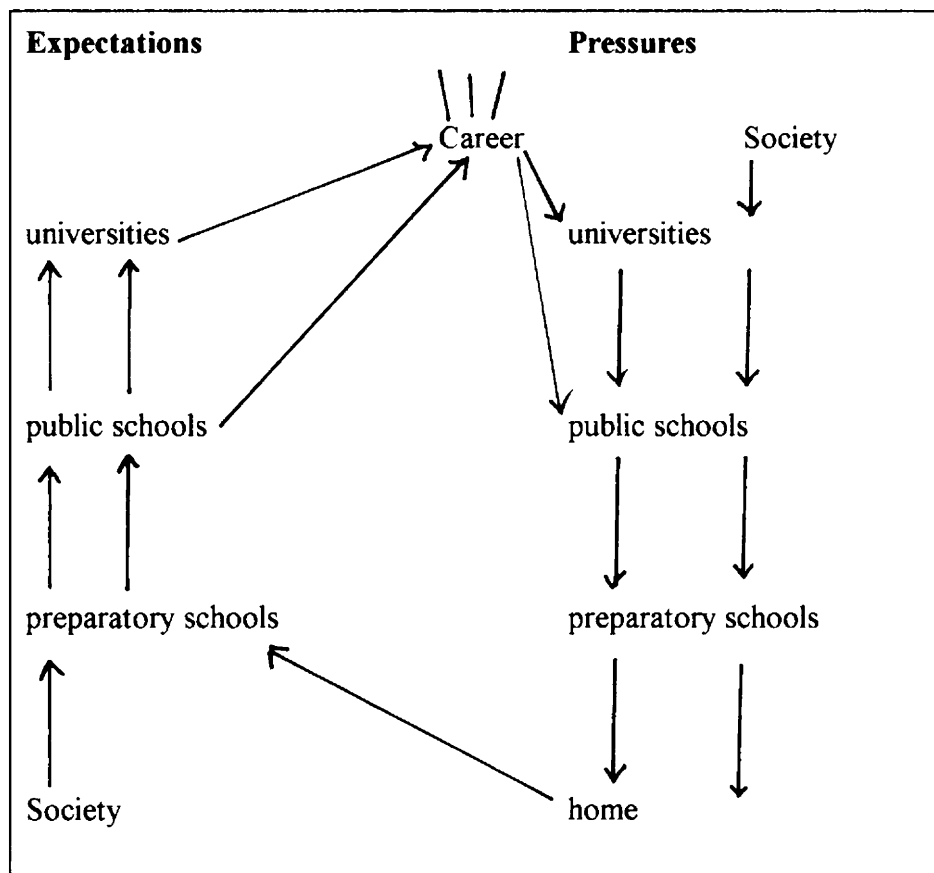 Expectations Pressures
Career Society
universities universities
public schools public schools
preparatory schools preparatory schools
Society home